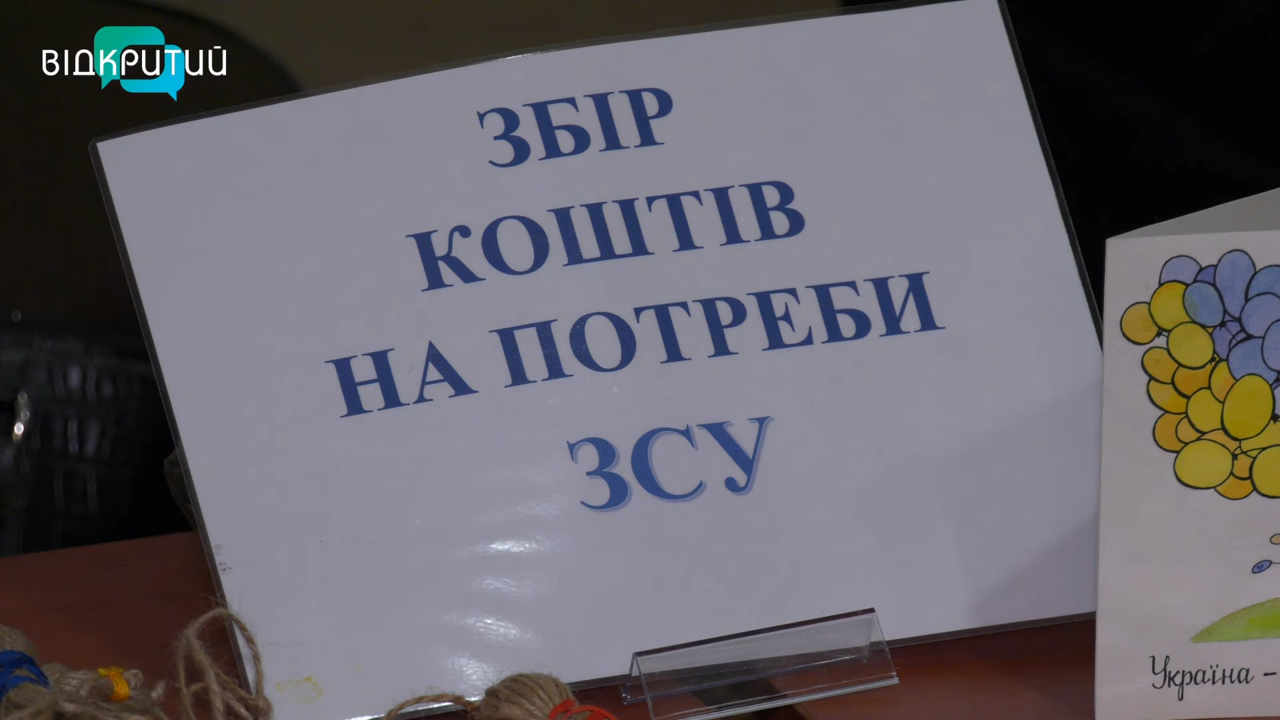 ВІДКРИТИЙ
ЗБІР
КОШТІВ
НА ПОТРЕБИ
ЗСУ
Україна –